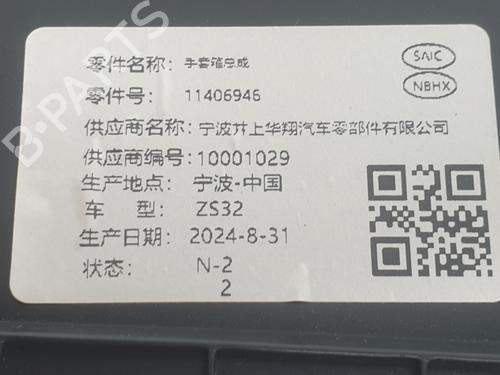 零件名称：手套箱总成
SAIC
零件号：11406946
NBHX
供应商名称：宁波井上华翔汽车零部件有限公司
供应商编号：10001029
生产地点：宁波-中国
车 型：ZS32
生产日期：2024-8-31
状态：N-2
2
B-PARTS